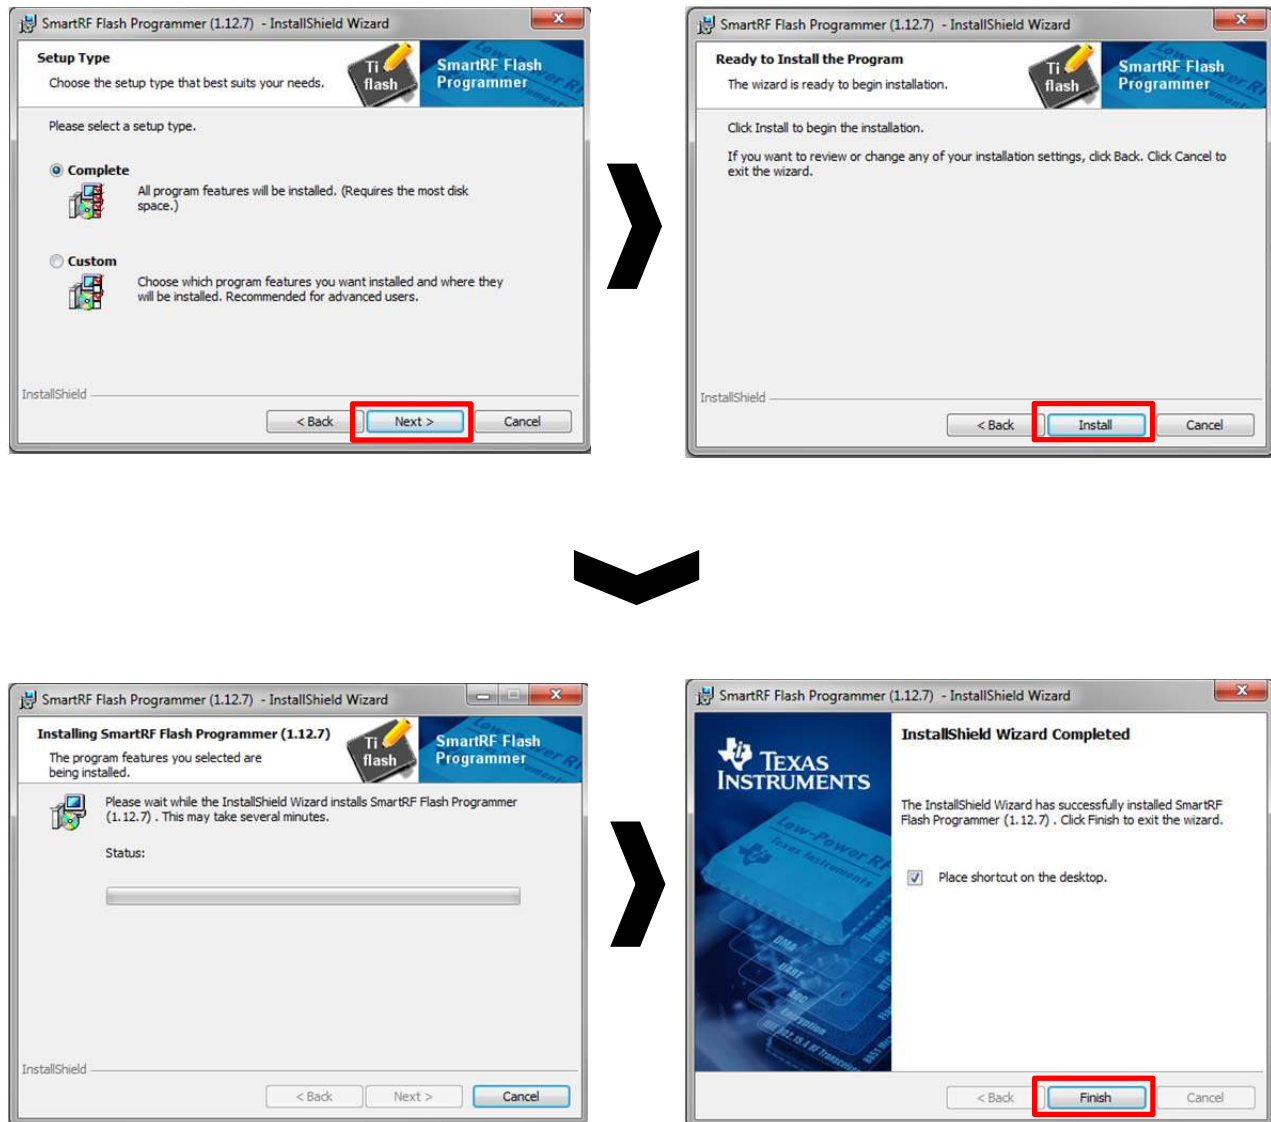 SmartRF Flash Programmer (1.12.7) - InstallShield Wizard
Setup Type
Choose the setup type that best suits your needs.
Ti
flash
SmartRF Flash
Programmer
Please select a setup type.
Complete
All program features will be installed. (Requires the most disk
space.)
Custom
Choose which program features you want installed and where they
will be installed. Recommended for advanced users.
InstallShield
< Back
Next >
Cancel
SmartRF Flash Programmer (1.12.7) - InstallShield Wizard
Ready to Install the Program
The wizard is ready to begin installation.
Ti
flash
SmartRF Flash
Programmer
Click Install to begin the installation.
If you want to review or change any of your installation settings, click Back. Click Cancel to
exit the wizard.
InstallShield
< Back
Install
Cancel
SmartRF Flash Programmer (1.12.7) - InstallShield Wizard
Installing SmartRF Flash Programmer (1.12.7)
The program features you selected are
being installed.
Ti
flash
SmartRF Flash
Programmer
Please wait while the InstallShield Wizard installs SmartRF Flash Programmer
(1.12.7) . This may take several minutes.
Status:
InstallShield
< Back
Next >
Cancel
SmartRF Flash Programmer (1.12.7) - InstallShield Wizard
TEXAS
INSTRUMENTS
Low-Power RF
Texas Instruments
DMA
UART
ADC
Encryption
InstallShield Wizard Completed
The InstallShield Wizard has successfully installed SmartRF
Flash Programmer (1.12.7) . Click Finish to exit the wizard.
Place shortcut on the desktop.
< Back
Finish
Cancel